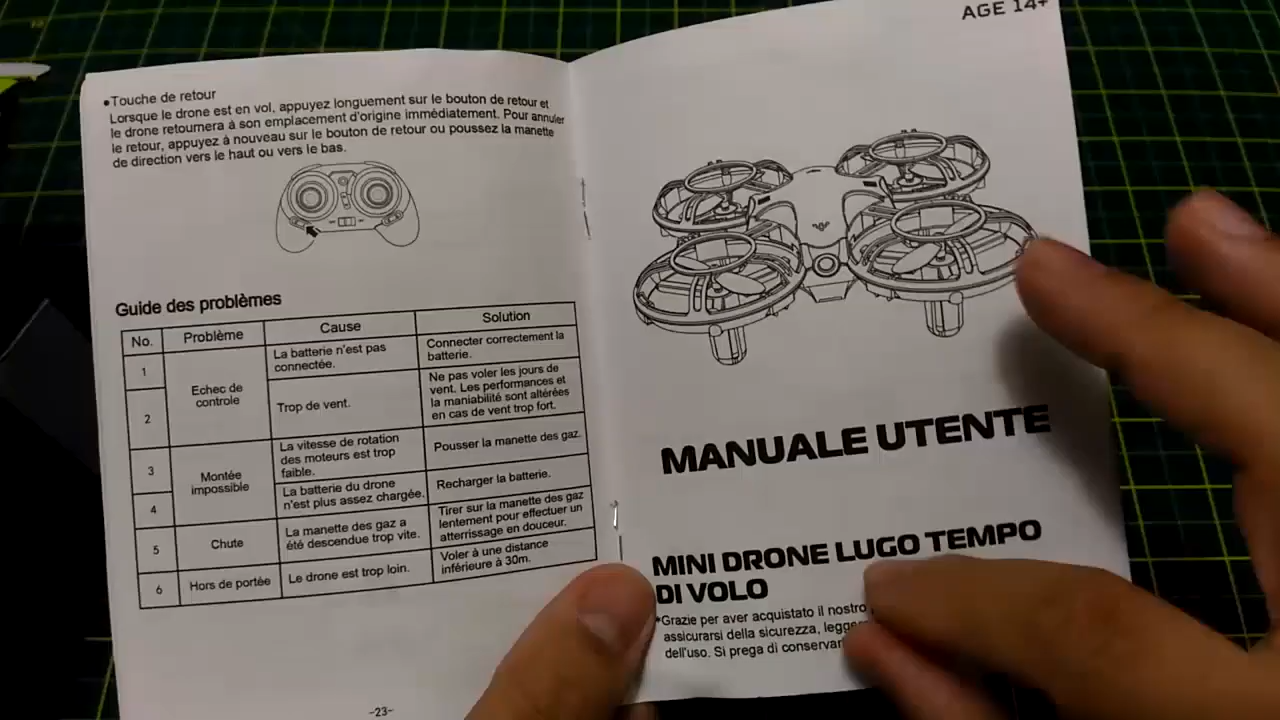 •Touche de retour
Lorsque le drone est en vol, appuyez longuement sur le bouton de retour et
le drone retournera à son emplacement d'origine immédiatement. Pour annuler
le retour, appuyez à nouveau sur le bouton de retour ou poussez la manette
de direction vers le haut ou vers le bas.
Guide des problèmes
No. Problème Cause Solution
1 Echec de controle La batterie n'est pas connectée. Connecter correctement la batterie.
2 Trop de vent. Ne pas voler les jours de vent. Les performances et la maniabilité sont altérées en cas de vent trop fort.
3 Montée impossible La vitesse de rotation des moteurs est trop faible. Pousser la manette des gaz.
4 La batterie du drone n'est plus assez chargée. Recharger la batterie.
5 Chute La manette des gaz a été descendue trop vite. Tirer sur la manette des gaz lentement pour effectuer un atterrissage en douceur.
6 Hors de portée Le drone est trop loin. Voler à une distance inférieure à 30m.
-23-
AGE 14+
MANUALE UTENTE
MINI DRONE LUGO TEMPO
DI VOLO
*Grazie per aver acquistato il nostro
assicurarsi della sicurezza,
dell'uso. Si prega di